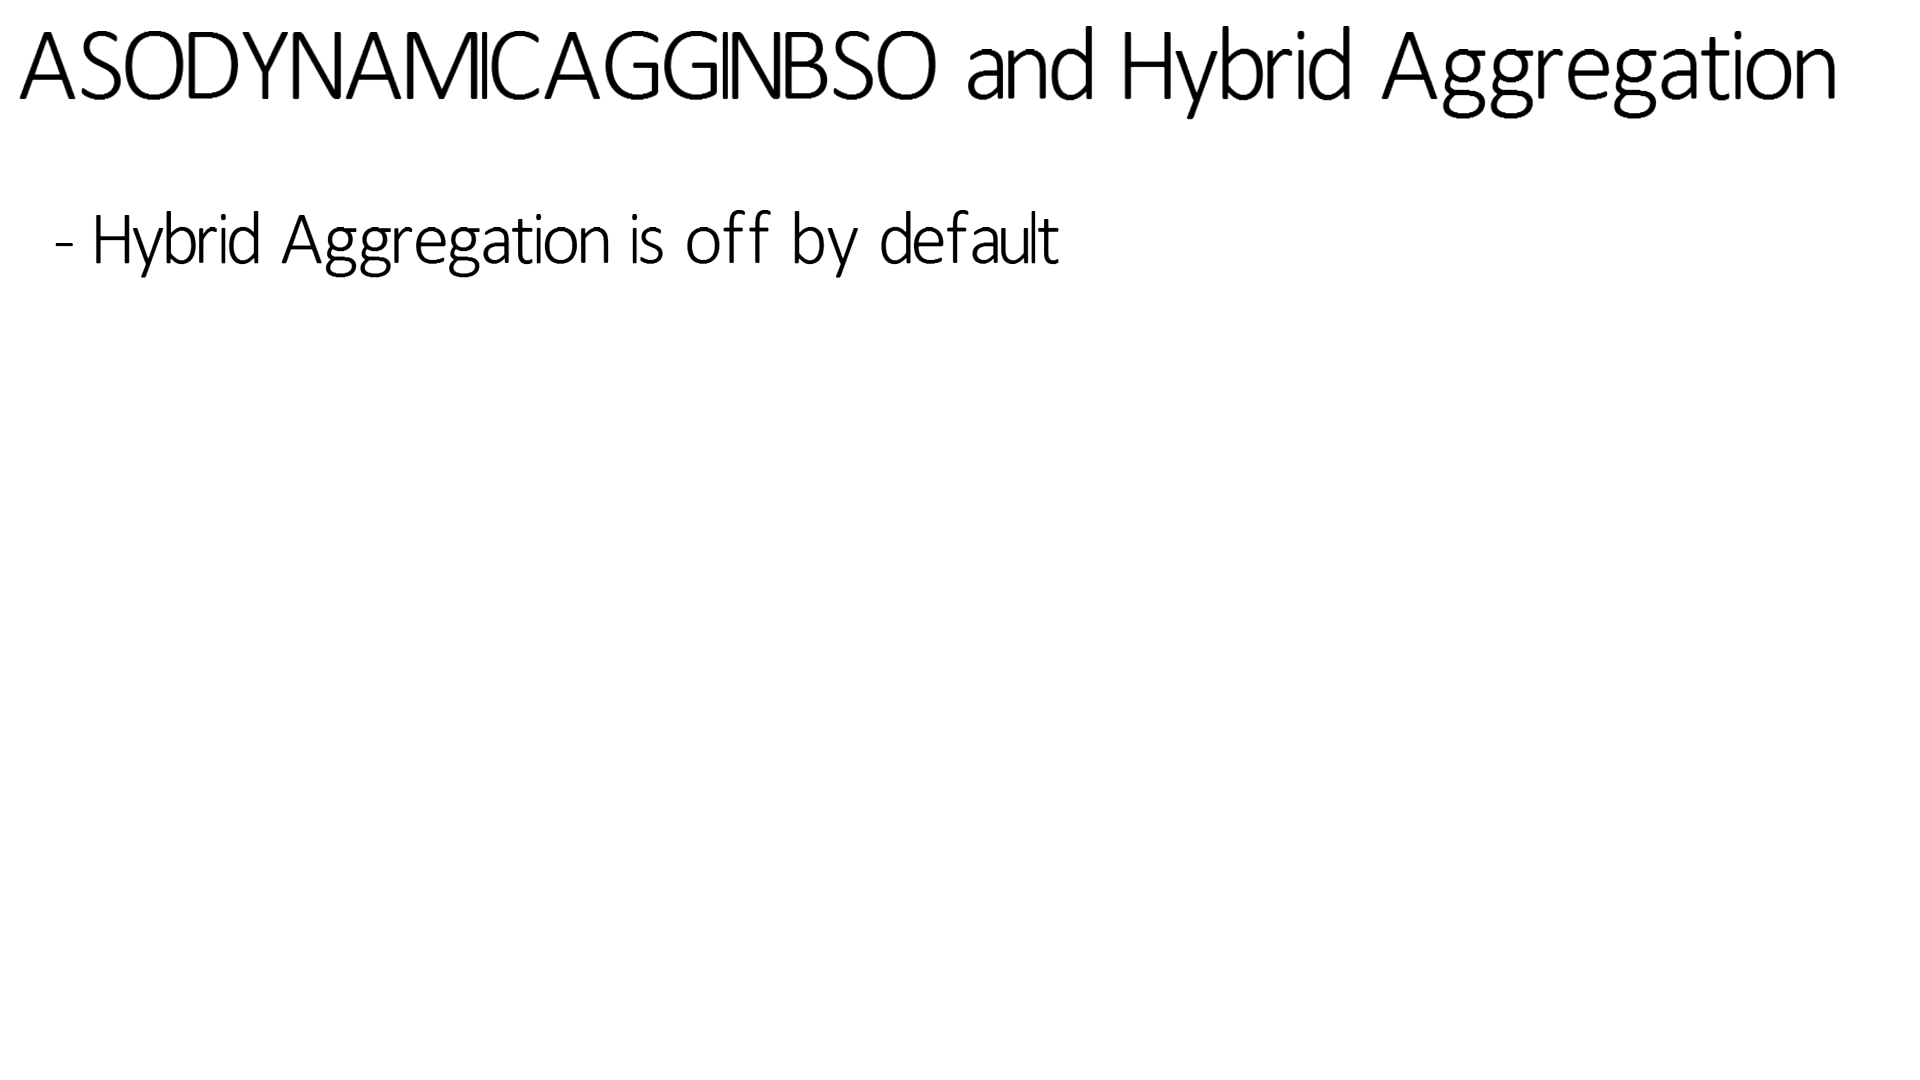 ASODYNAMICAGGINBSO and Hybrid Aggregation
- Hybrid Aggregation is off by default